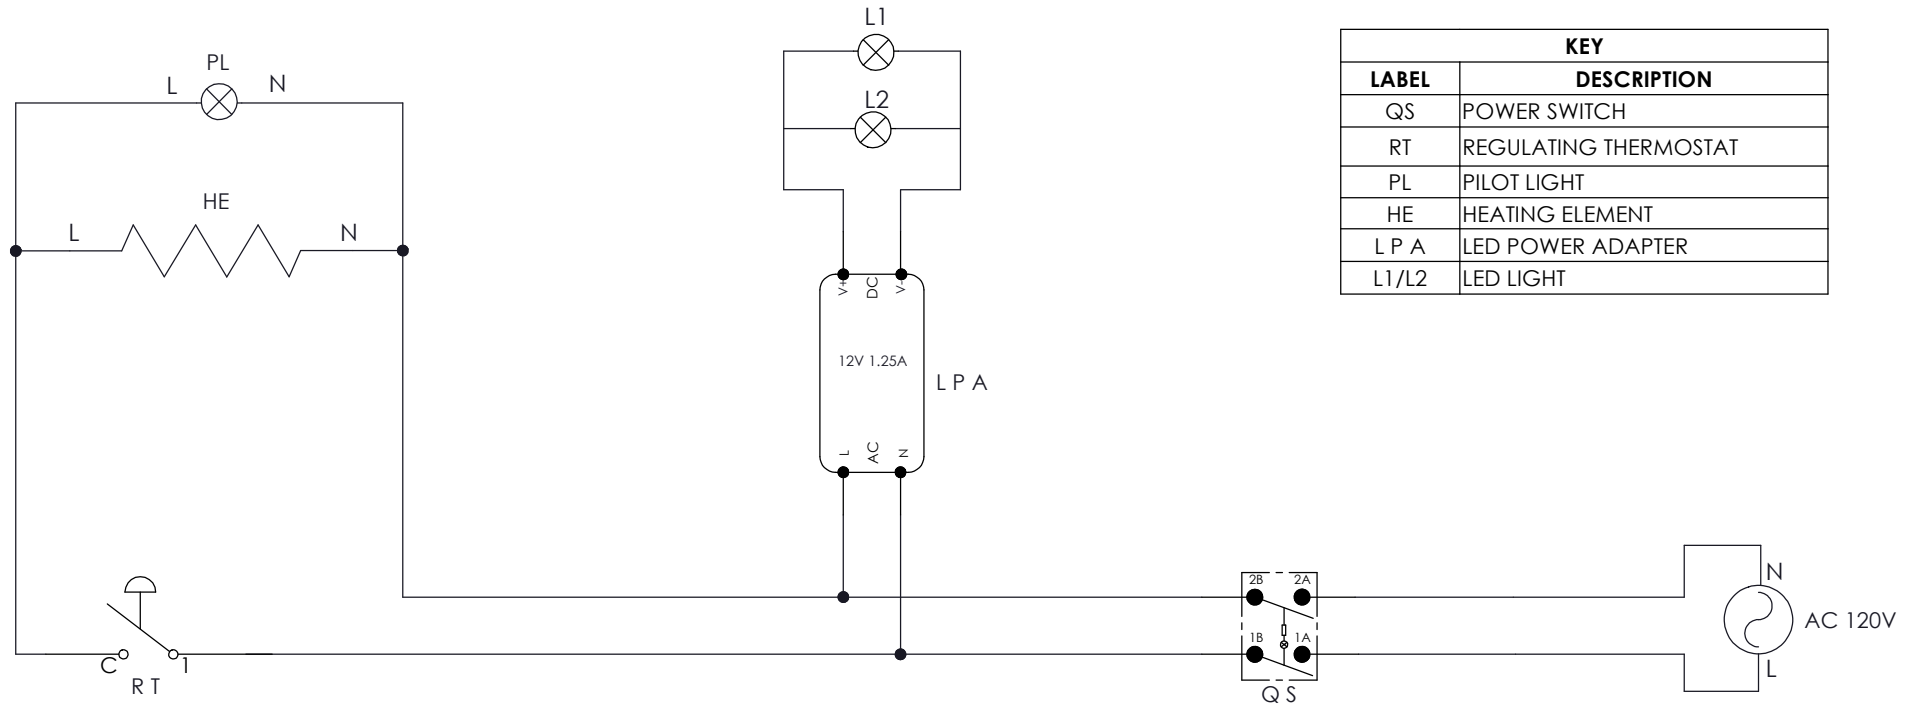 L1
PL
L N
L2
HE
L N
V+ DC V-
12V 1.25A
L P A
L AC N
C 1
R T
2B 2A
1B 1A
Q S
N
AC 120V
L
KEY
LABEL DESCRIPTION
QS POWER SWITCH
RT REGULATING THERMOSTAT
PL PILOT LIGHT
HE HEATING ELEMENT
L P A LED POWER ADAPTER
L1/L2 LED LIGHT